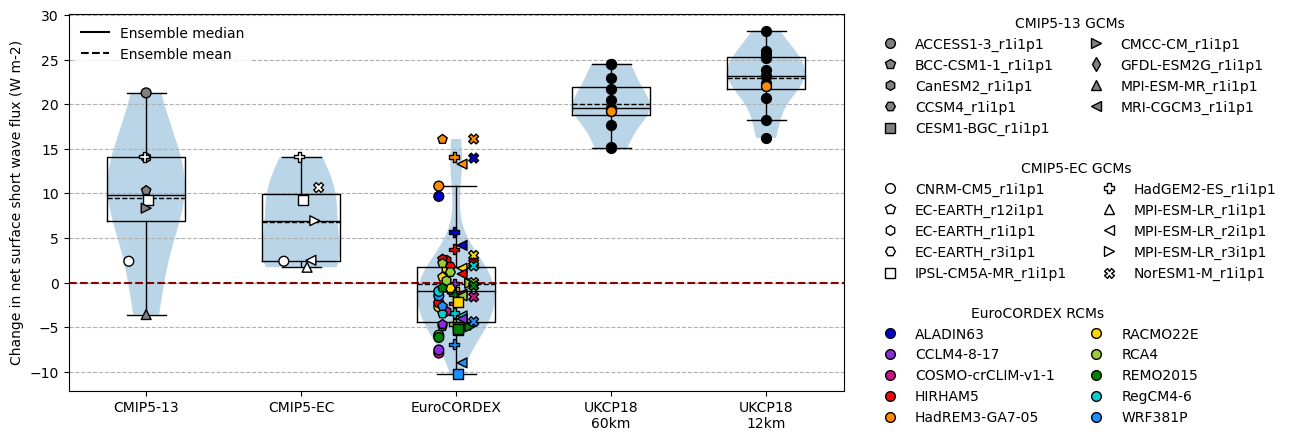 Change in net surface short wave flux (W m-2)
30
25
20
15
10
5
0
−5
−10
Ensemble median
Ensemble mean
CMIP5-13
CMIP5-EC
EuroCORDEX
UKCP18
60km
UKCP18
12km
CMIP5-13 GCMs
ACCESS1-3_r1i1p1
BCC-CSM1-1_r1i1p1
CanESM2_r1i1p1
CCSM4_r1i1p1
CESM1-BGC_r1i1p1
CMCC-CM_r1i1p1
GFDL-ESM2G_r1i1p1
MPI-ESM-MR_r1i1p1
MRI-CGCM3_r1i1p1
CMIP5-EC GCMs
CNRM-CM5_r1i1p1
EC-EARTH_r12i1p1
EC-EARTH_r1i1p1
EC-EARTH_r3i1p1
IPSL-CM5A-MR_r1i1p1
HadGEM2-ES_r1i1p1
MPI-ESM-LR_r1i1p1
MPI-ESM-LR_r2i1p1
MPI-ESM-LR_r3i1p1
NorESM1-M_r1i1p1
EuroCORDEX RCMs
ALADIN63
CCLM4-8-17
COSMO-crCLIM-v1-1
HIRHAM5
HadREM3-GA7-05
RACMO22E
RCA4
REMO2015
RegCM4-6
WRF381P